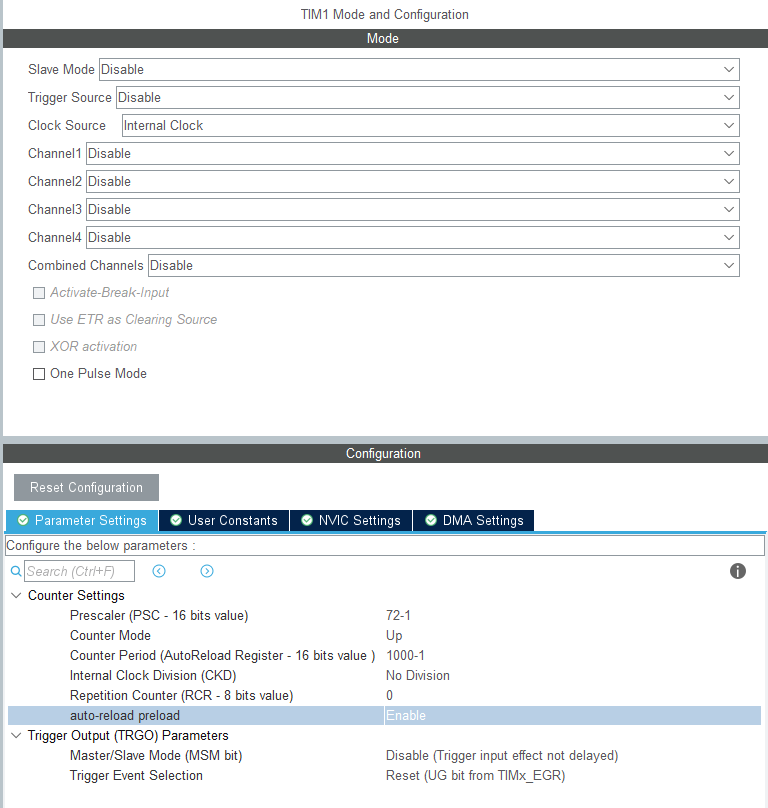 TIM1 Mode and Configuration
Mode
Slave Mode Disable
Trigger Source Disable
Clock Source Internal Clock
Channel1 Disable
Channel2 Disable
Channel3 Disable
Channel4 Disable
Combined Channels Disable
Activate-Break-Input
Use ETR as Clearing Source
XOR activation
One Pulse Mode
Configuration
Reset Configuration
Parameter Settings User Constants NVIC Settings DMA Settings
Configure the below parameters :
Search (Ctrl+F)
Counter Settings
Prescaler (PSC - 16 bits value) 72-1
Counter Mode Up
Counter Period (AutoReload Register - 16 bits value ) 1000-1
Internal Clock Division (CKD) No Division
Repetition Counter (RCR - 8 bits value) 0
auto-reload preload Enable
Trigger Output (TRGO) Parameters
Master/Slave Mode (MSM bit) Disable (Trigger input effect not delayed)
Trigger Event Selection Reset (UG bit from TIMx_EGR)